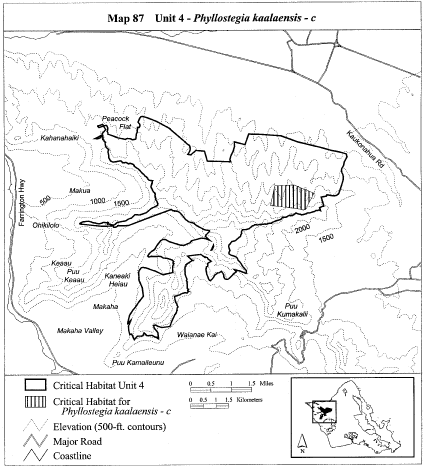 Map 87 Unit 4 - Phyllostegia kaalaensis - c
Peacock
Flat
Kahanahaiki
Kaukonahua Rd
Farrington Hwy
Makua
500
1000
1500
Ohikilolo
2000
1500
Keaau
Puu
Keaau
Kaneaki
Heiau
Makaha
Puu
Kumakalii
Makaha Valley
Waianae Kai
Puu Kamaileunu
Critical Habitat Unit 4
Critical Habitat for
Phyllostegia kaalaensis - c
Elevation (500-ft. contours)
Major Road
Coastline
0 0.5 1 1.5 Miles
0 0.5 1 1.5 Kilometers
N